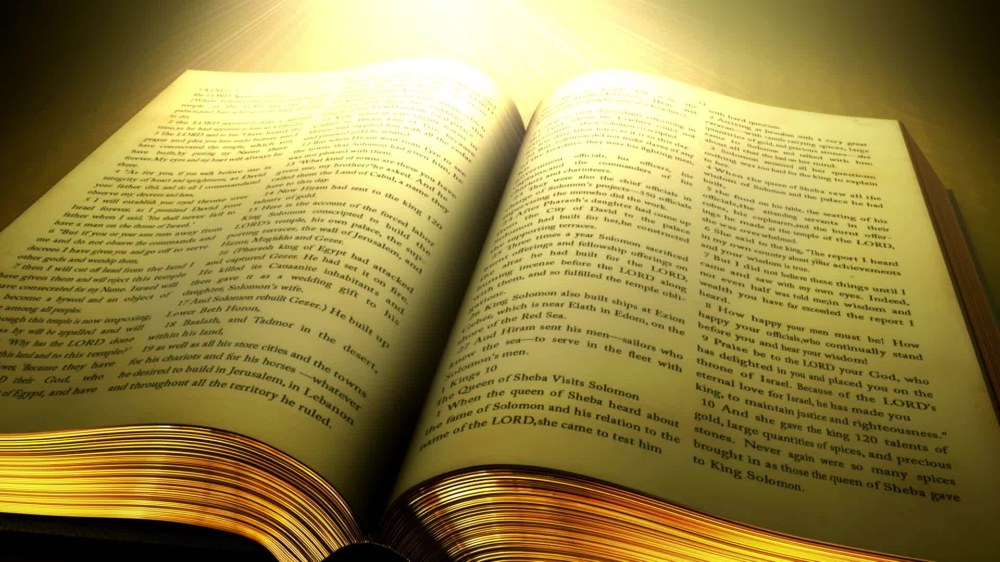 1 KINGS
The LORD Appears
temple of the LORD
to do,
2 the LORD appeared to him a second
time,as he had appeared to him at Gibeon.
3 The LORD said to him: "I have heard the
prayer and plea you have made before me;I
have consecrated this temple, which you
have built,by putting my Name there
forever.My eyes and my heart will always be
there.
4 "As for you, if you walk before me in
integrity of heart and uprightness, as David
your father did, and do all I commandand
observe my decrees and laws,
5 I will establish your royal throne over
Israel forever, as I promised David your
father when I said, 'You shall never fail to
have a man on the throne of Israel.'
6 "But if you or your sons turn away from
me and do not observe the commands and
decrees I have given you and go off to serve
other gods and worship them,
7 then I will cut off Israel from the land I
have given them and will reject this temple
have consecrated for my Name. Israel will
become a byword and an object of
among all peoples.
ough this temple is now imposing,
s by will be appalled and will
'Why has the LORD done
this land and to this temple?'
wer, 'Because they have
D their God, who
of Egypt, and have
him with all the cedar
and pine and gold he wanted.
12 But when Hiram went from Tyre to see
the towns that Solomon had given him, he
was not pleased with them.
13 "What kind of towns are these you have
given me, my brother?"he asked. And he
called them the Land of Cabul, a name they
have to this day.
14 Now Hiram had sent to the king 120
talents of gold.
15 Here is the account of the forced labor
King Solomon conscripted to build the
LORD's temple, his own palace, the sup-
porting terraces, the wall of Jerusalem, and
Hazor, Megiddo and Gezer.
16 (Pharaoh king of Egypt had attacked
and captured Gezer. He had set it on fire.
He killed its Canaanite inhabitants and
then gave it as a wedding gift to his
daughter, Solomon's wife.
17 And Solomon rebuilt Gezer.) He built up
Lower Beth Horon,
18 Baalath, and Tadmor in the desert,
within his land,
19 as well as all his store cities and the towns
for his chariots and for his horses —whatever
he desired to build in Jerusalem, in Lebanon
and throughout all the territory he ruled.
71
their descendants remaining in
the Israelites could not
Solomon conscripted
labor force, as it is to this day.
Solomon did not make slaves of any
of the Israelites; they were his fighting men,
his
government officials, his officers, his
captains,and the commanders of his
chariots and charioteers.
23 They were also the chief officials in
charge of Solomon's projects—550 officials
supervising the menwho did the work.
24 After Pharaoh's daughter had come up
from the City of David to the palace
Solomon had built for her,he constructed
the supporting terraces.
25 Three times a year Solomon sacrificed
burnt offerings and fellowship offerings on
the altar he had built for the LORD,
burning incense before the LORD along
with them, and so fulfilled the temple obli-
gations.
26 King Solomon also built ships at Ezion
Geber, which is near Elath in Edom, on the
shore of the Red Sea.
27 And Hiram sent his men—sailors who
knew the sea—to serve in the fleet with
Solomon's men.
1 Kings 10
The Queen of Sheba Visits Solomon
1 When the queen of Sheba heard about
the fame of Solomon and his relation to the
name of the LORD,she came to test him
with hard question.
2 Arriving at Jerusalem with a very great
caravan—with camels carrying spices, large
quantities of gold, and precious stones—she
came to Solomon and talked with him
about all that she had on her mind.
3 Solomon answered all her questions;
nothing was too hard for the king to explain
to her.
4 When the queen of Sheba saw all the
wisdom of Solomon and the palace he had
built,
5 the food on his table, the seating of his
officials,the attending servants in their
robes, his cupbearers,and the burnt offer-
ings he made at the temple of the LORD,
she was overwhelmed.
6 She said to the king, "The report I heard
in my own country about your achievements
and your wisdom is true.
7 But I did not believe these things until I
came and saw with my own eyes. Indeed,
not even half was told me;in wisdom and
wealth you have far exceeded the report I
heard.
8 How happy your men must be! How
happy your officials,who continually stand
before you and hear your wisdom!
9 Praise be to the LORD your God, who
has delighted in you and placed you on the
throne of Israel. Because of the LORD's
eternal love for Israel, he has made you
king, to maintain justice and righteousness."
10 And she gave the king 120 talents of
gold, large quantities of spices, and precious
stones. Never again were so many spices
brought in as those the queen of Sheba gave
to King Solomon.